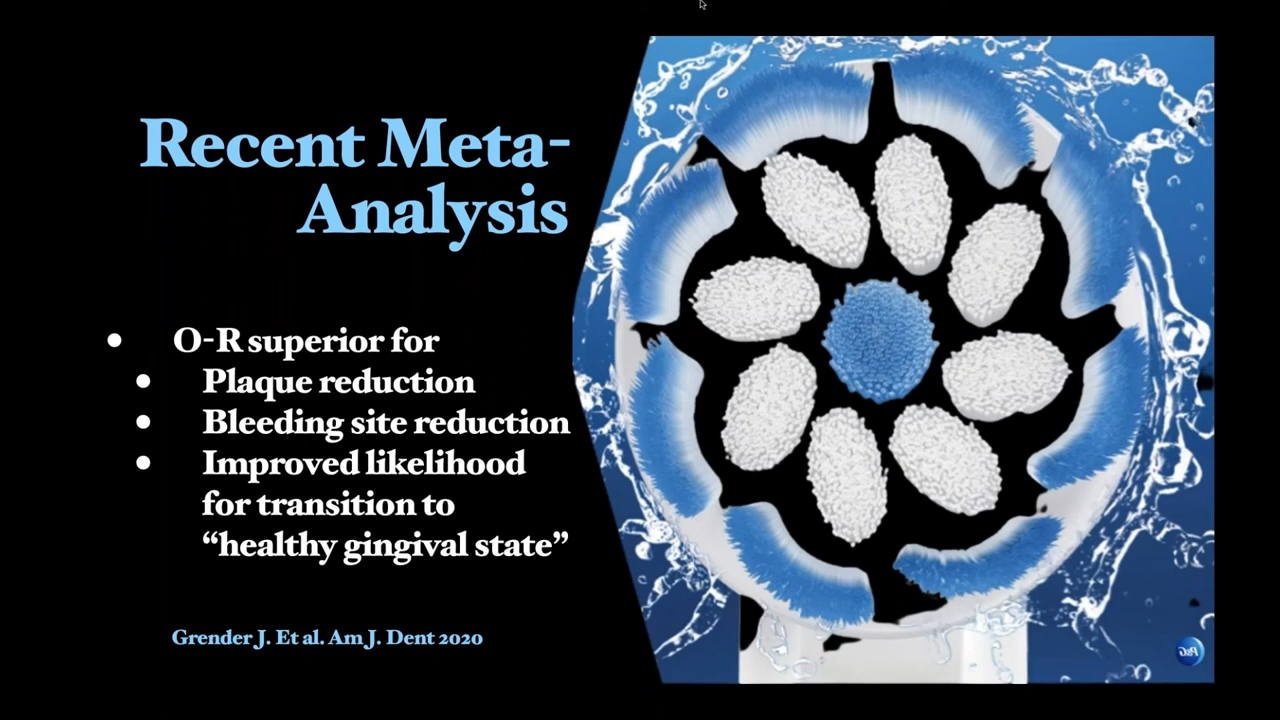 Recent Meta-
Analysis
• O-R superior for
• Plaque reduction
• Bleeding site reduction
• Improved likelihood
for transition to
“healthy gingival state”
Grender J. Et al. Am J. Dent 2020
P&G